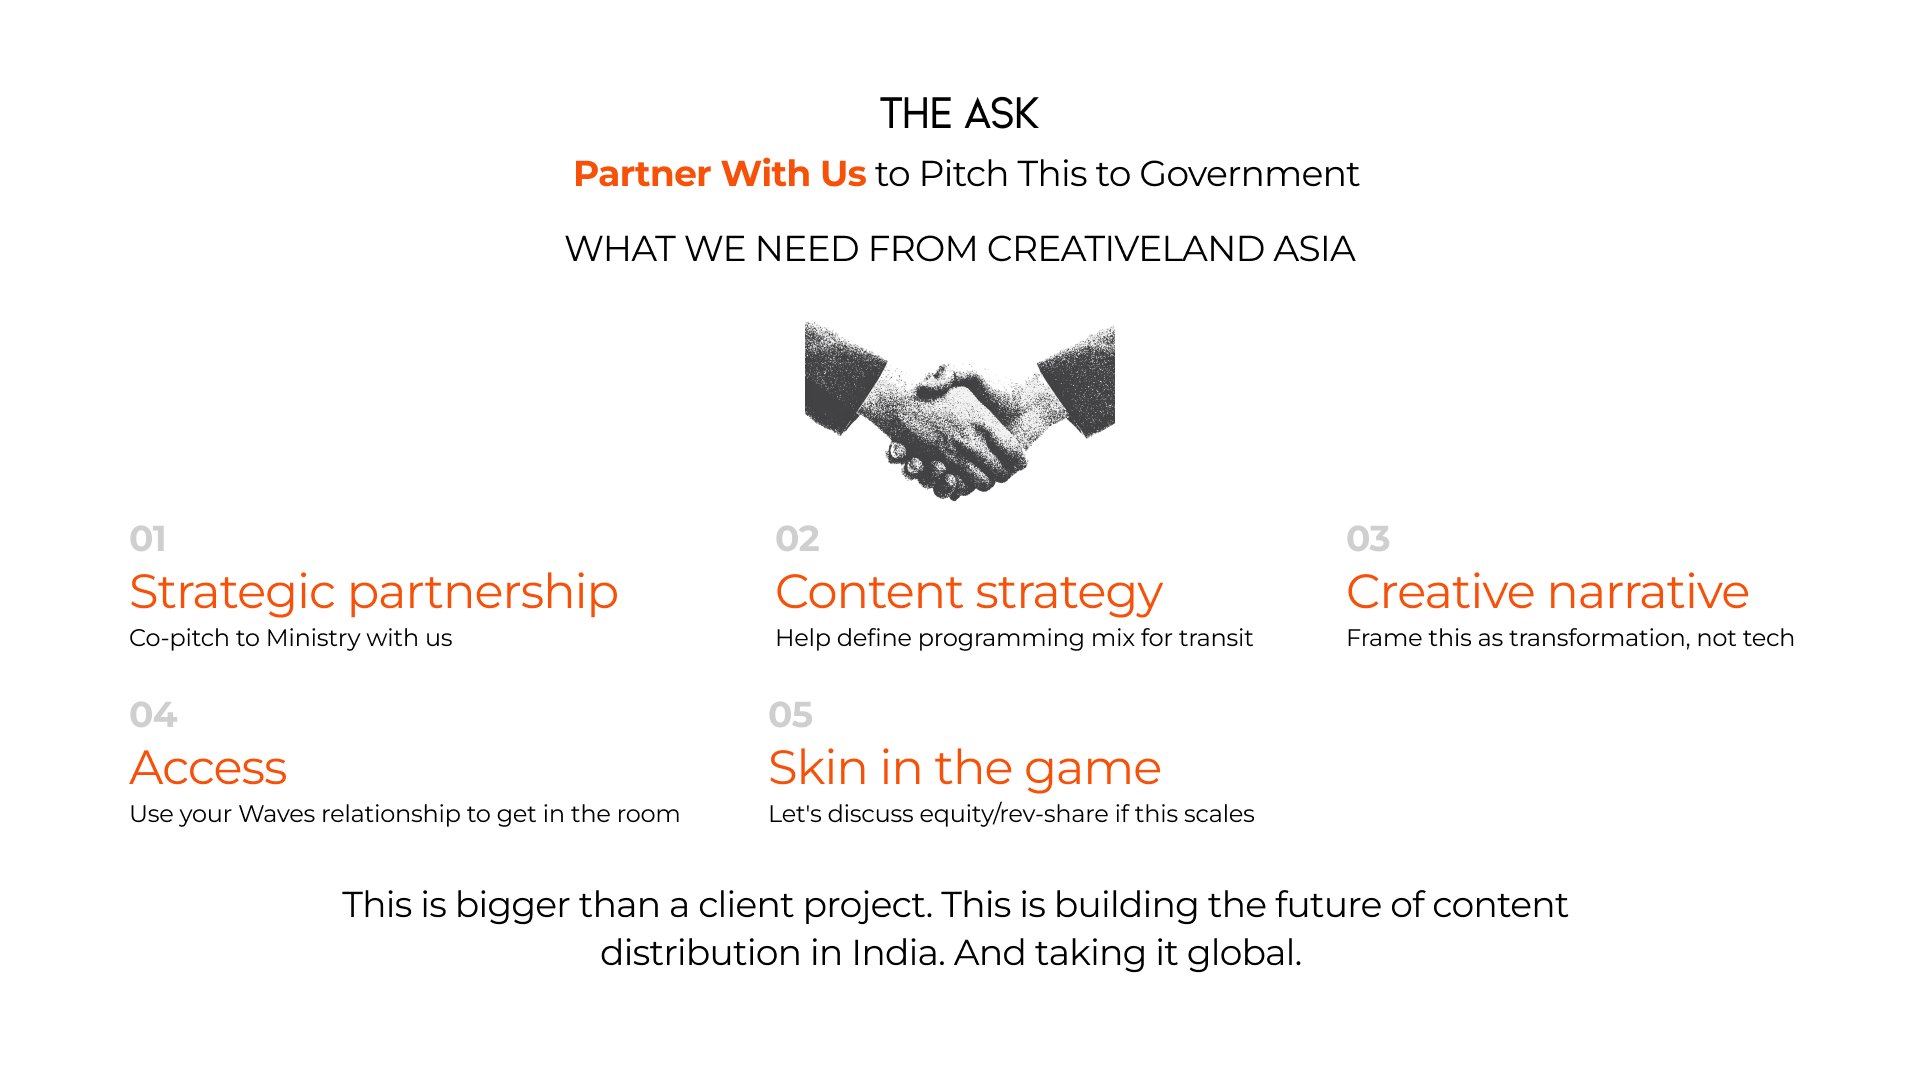 THE ASK
Partner With Us to Pitch This to Government
WHAT WE NEED FROM CREATIVELAND ASIA
01
Strategic partnership
Co-pitch to Ministry with us
02
Content strategy
Help define programming mix for transit
03
Creative narrative
Frame this as transformation, not tech
04
Access
Use your Waves relationship to get in the room
05
Skin in the game
Let's discuss equity/rev-share if this scales
This is bigger than a client project. This is building the future of content
distribution in India. And taking it global.